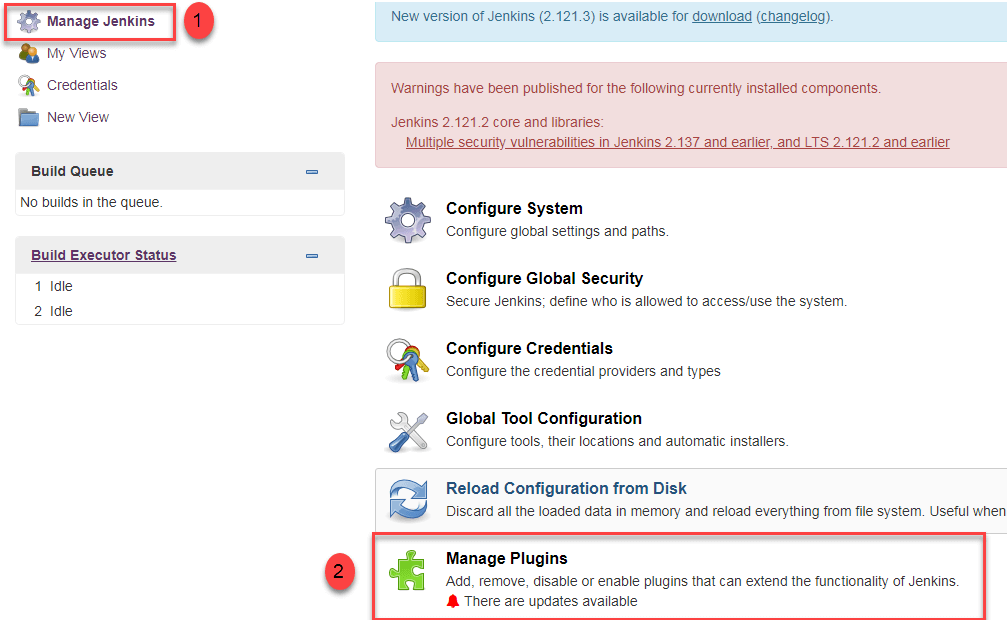 Manage Jenkins
1
My Views
Credentials
New View
Build Queue
No builds in the queue.
Build Executor Status
1 Idle
2 Idle
New version of Jenkins (2.121.3) is available for download (changelog).
Warnings have been published for the following currently installed components.
Jenkins 2.121.2 core and libraries:
Multiple security vulnerabilities in Jenkins 2.137 and earlier, and LTS 2.121.2 and earlier
Configure System
Configure global settings and paths.
Configure Global Security
Secure Jenkins; define who is allowed to access/use the system.
Configure Credentials
Configure the credential providers and types
Global Tool Configuration
Configure tools, their locations and automatic installers.
Reload Configuration from Disk
Discard all the loaded data in memory and reload everything from file system. Useful when
2
Manage Plugins
Add, remove, disable or enable plugins that can extend the functionality of Jenkins.
There are updates available